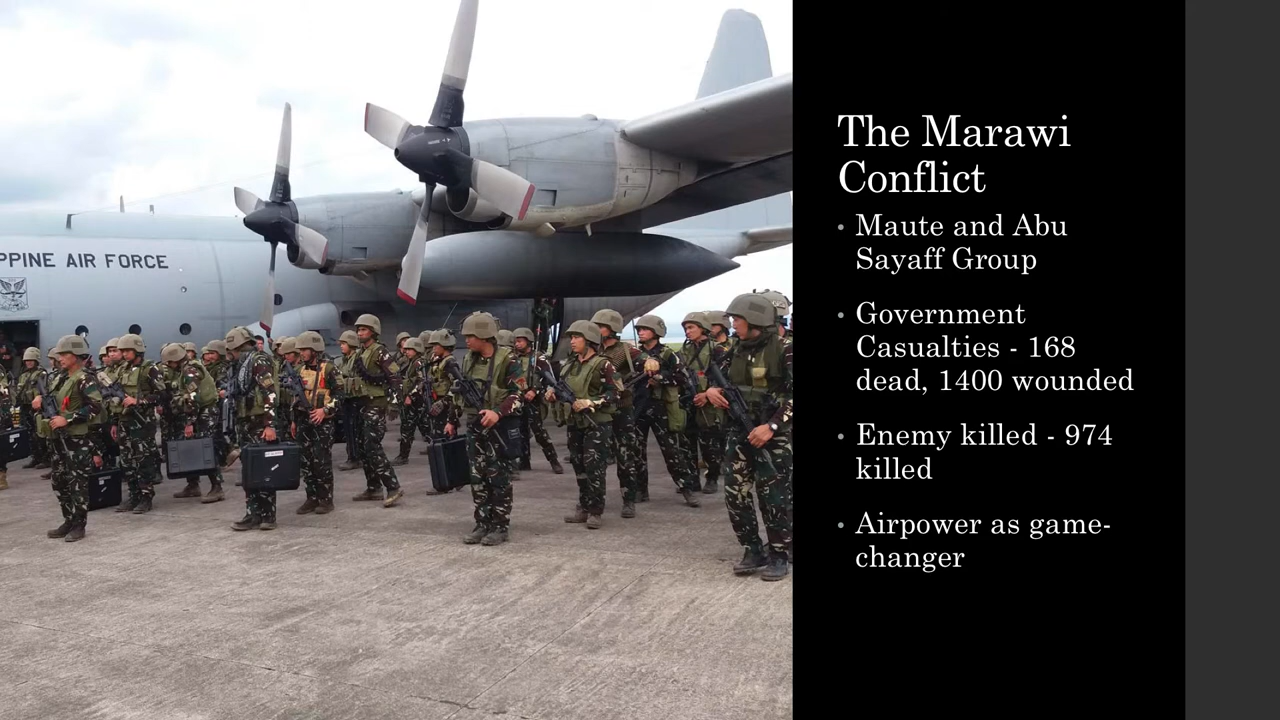 PPINE AIR FORCE
The Marawi
Conflict
• Maute and Abu
Sayaff Group
• Government
Casualties - 168
dead, 1400 wounded
• Enemy killed - 974
killed
• Airpower as game-
changer